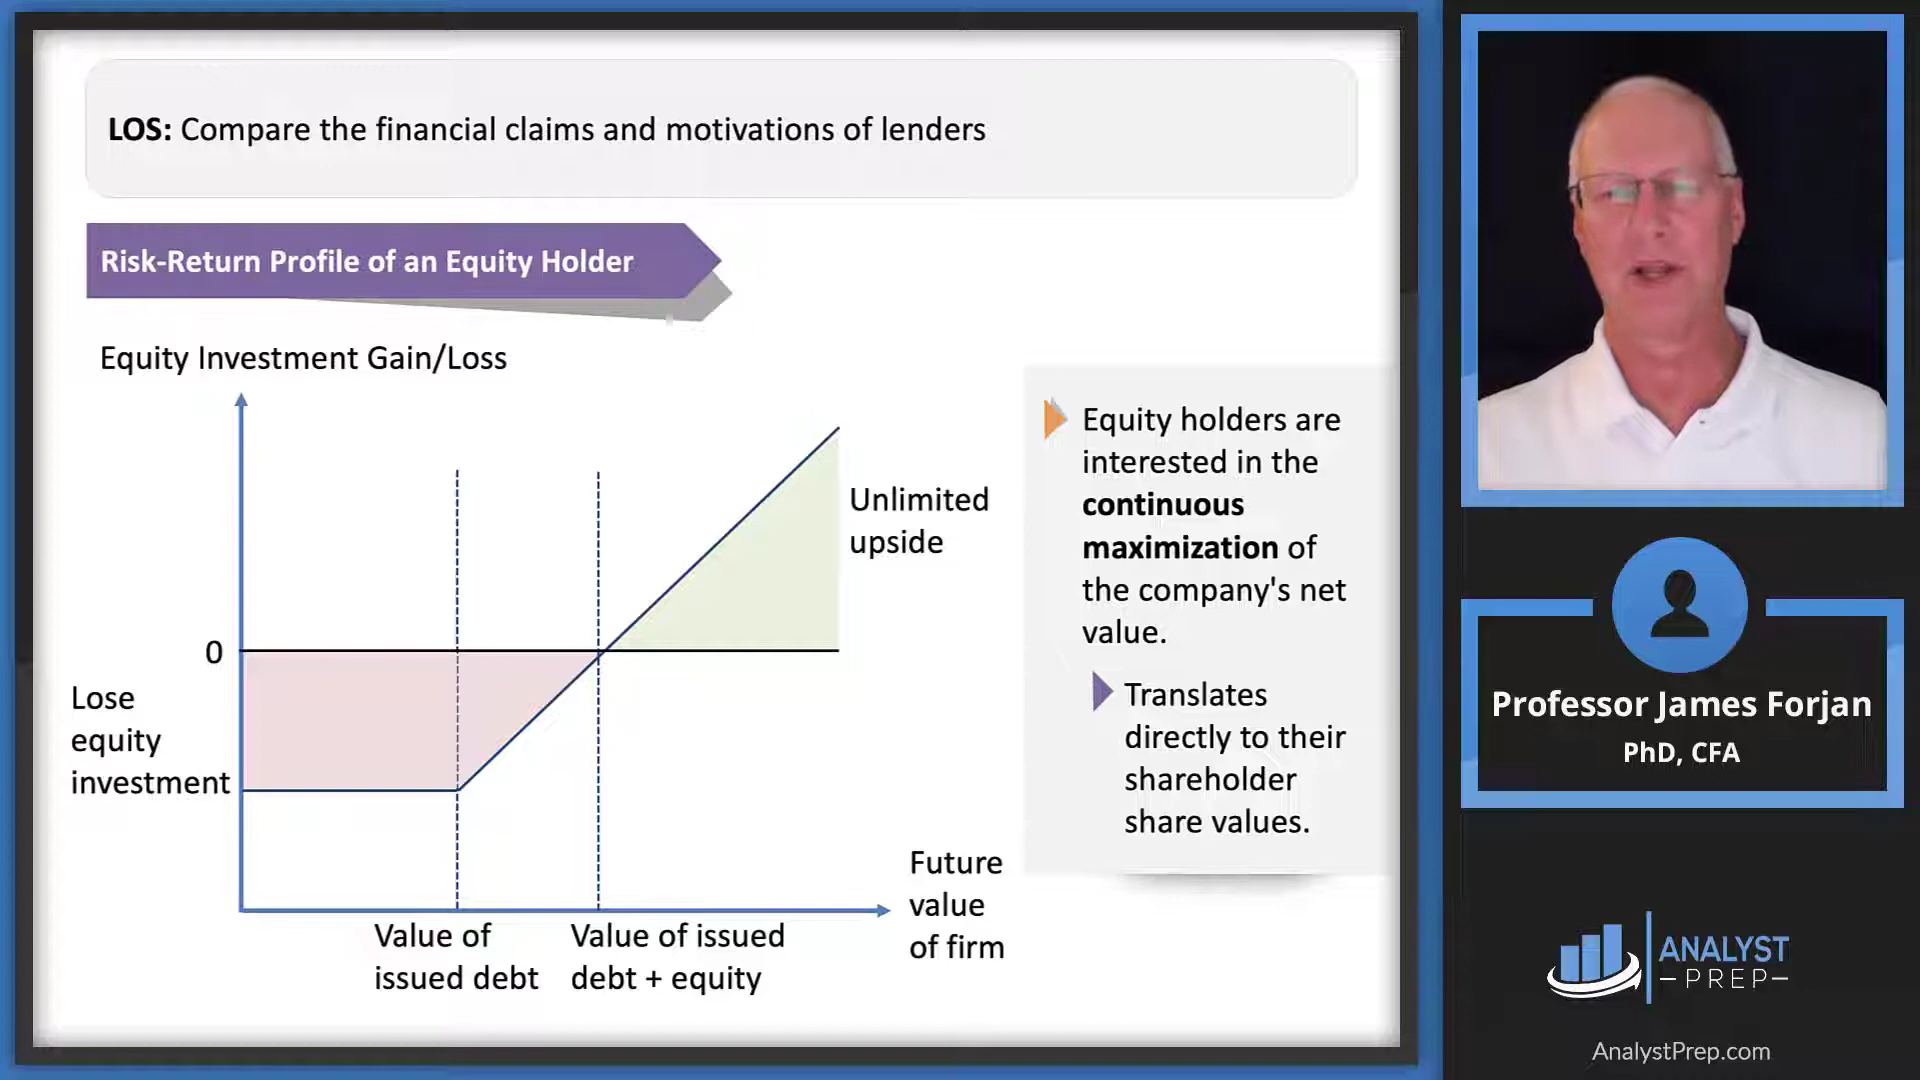 LOS: Compare the financial claims and motivations of lenders
Risk-Return Profile of an Equity Holder
Equity Investment Gain/Loss
Unlimited
upside
0
Lose
equity
investment
Value of
issued debt
Value of issued
debt + equity
Future
value
of firm
Equity holders are
interested in the
continuous
maximization of
the company's net
value.
Translates
directly to their
shareholder
share values.
Professor James Forjan
PhD, CFA
ANALYST
PREP
AnalystPrep.com